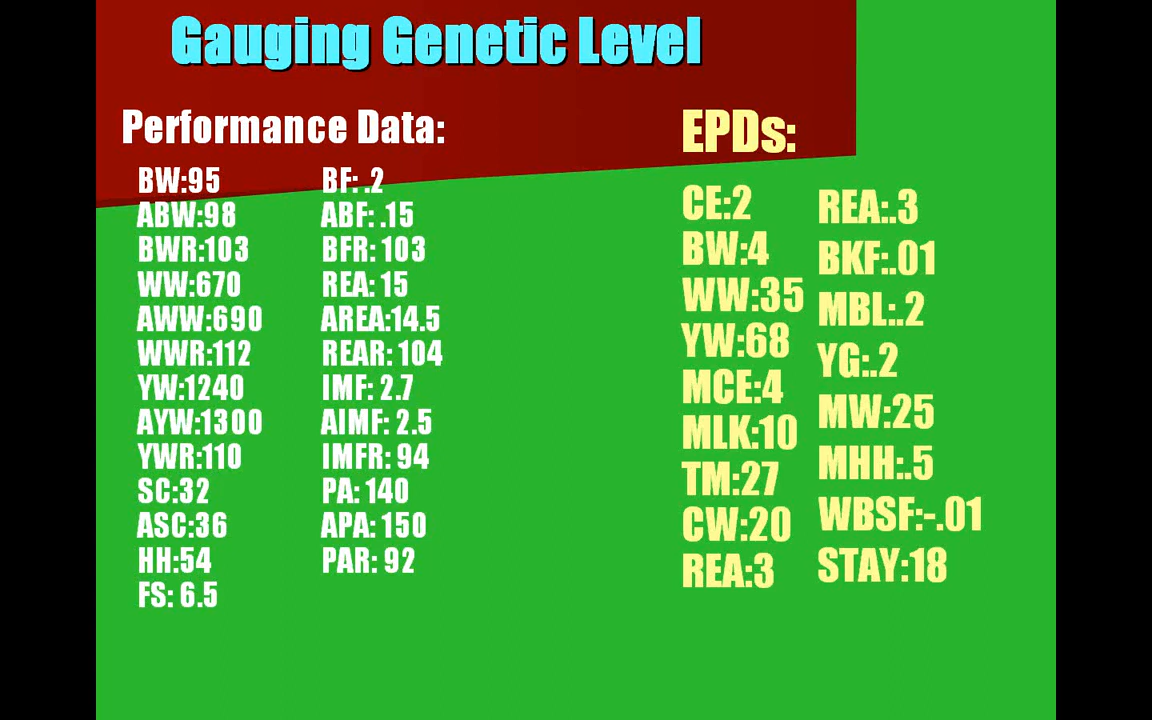 Gauging Genetic Level
Performance Data:
BW:95
ABW:98
BWR:103
WW:670
AWW:690
WWR:112
YW:1240
AYW:1300
YWR:110
SC:32
ASC:36
HH:54
FS: 6.5
BF: .2
ABF: .15
BFR: 103
REA: 15
AREA:14.5
REAR: 104
IMF: 2.7
AIMF: 2.5
IMFR: 94
PA: 140
APA: 150
PAR: 92
EPDs:
CE:2
BW:4
WW:35
YW:68
MCE:4
MLK:10
TM:27
CW:20
REA:3
REA:.3
BKF:.01
MBL:.2
YG:.2
MW:25
MHH:.5
WBSF:-.01
STAY:18